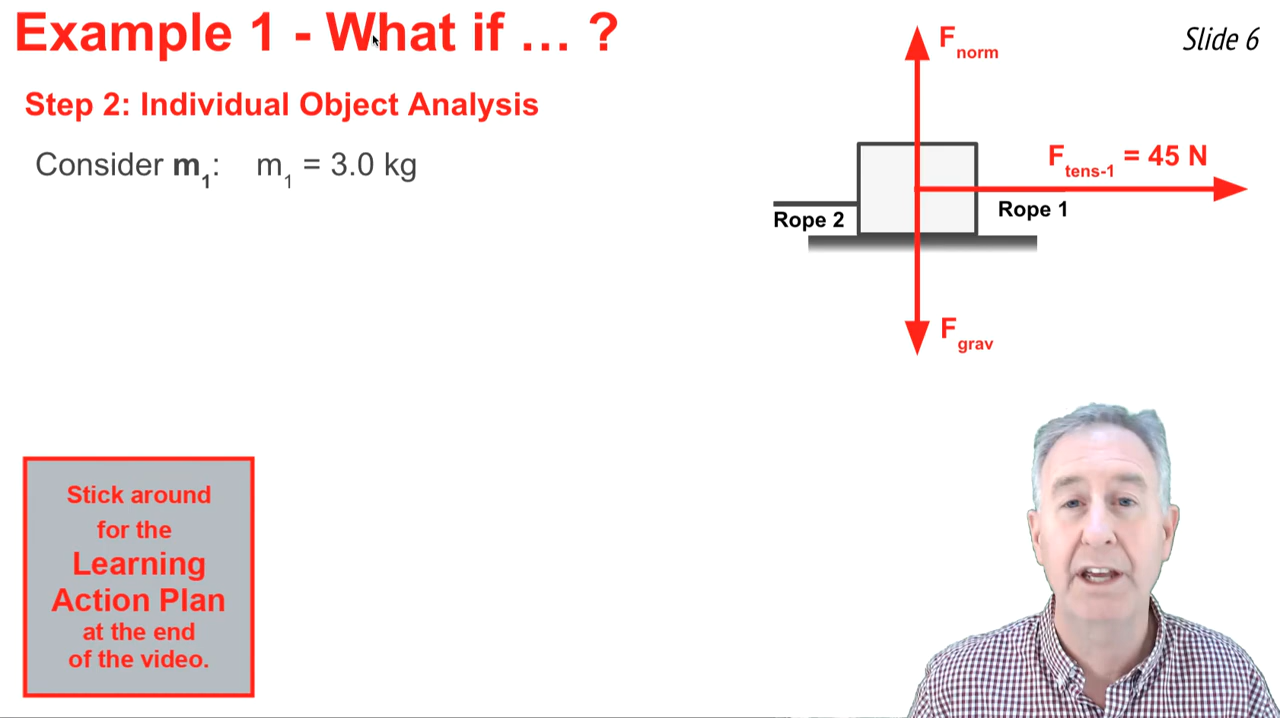 Example 1 - What if ... ?
Slide 6
Step 2: Individual Object Analysis
Consider m1: m1 = 3.0 kg
Fnorm
Ftens-1 = 45 N
Rope 1
Rope 2
Fgrav
Stick around
for the
Learning
Action Plan
at the end
of the video.